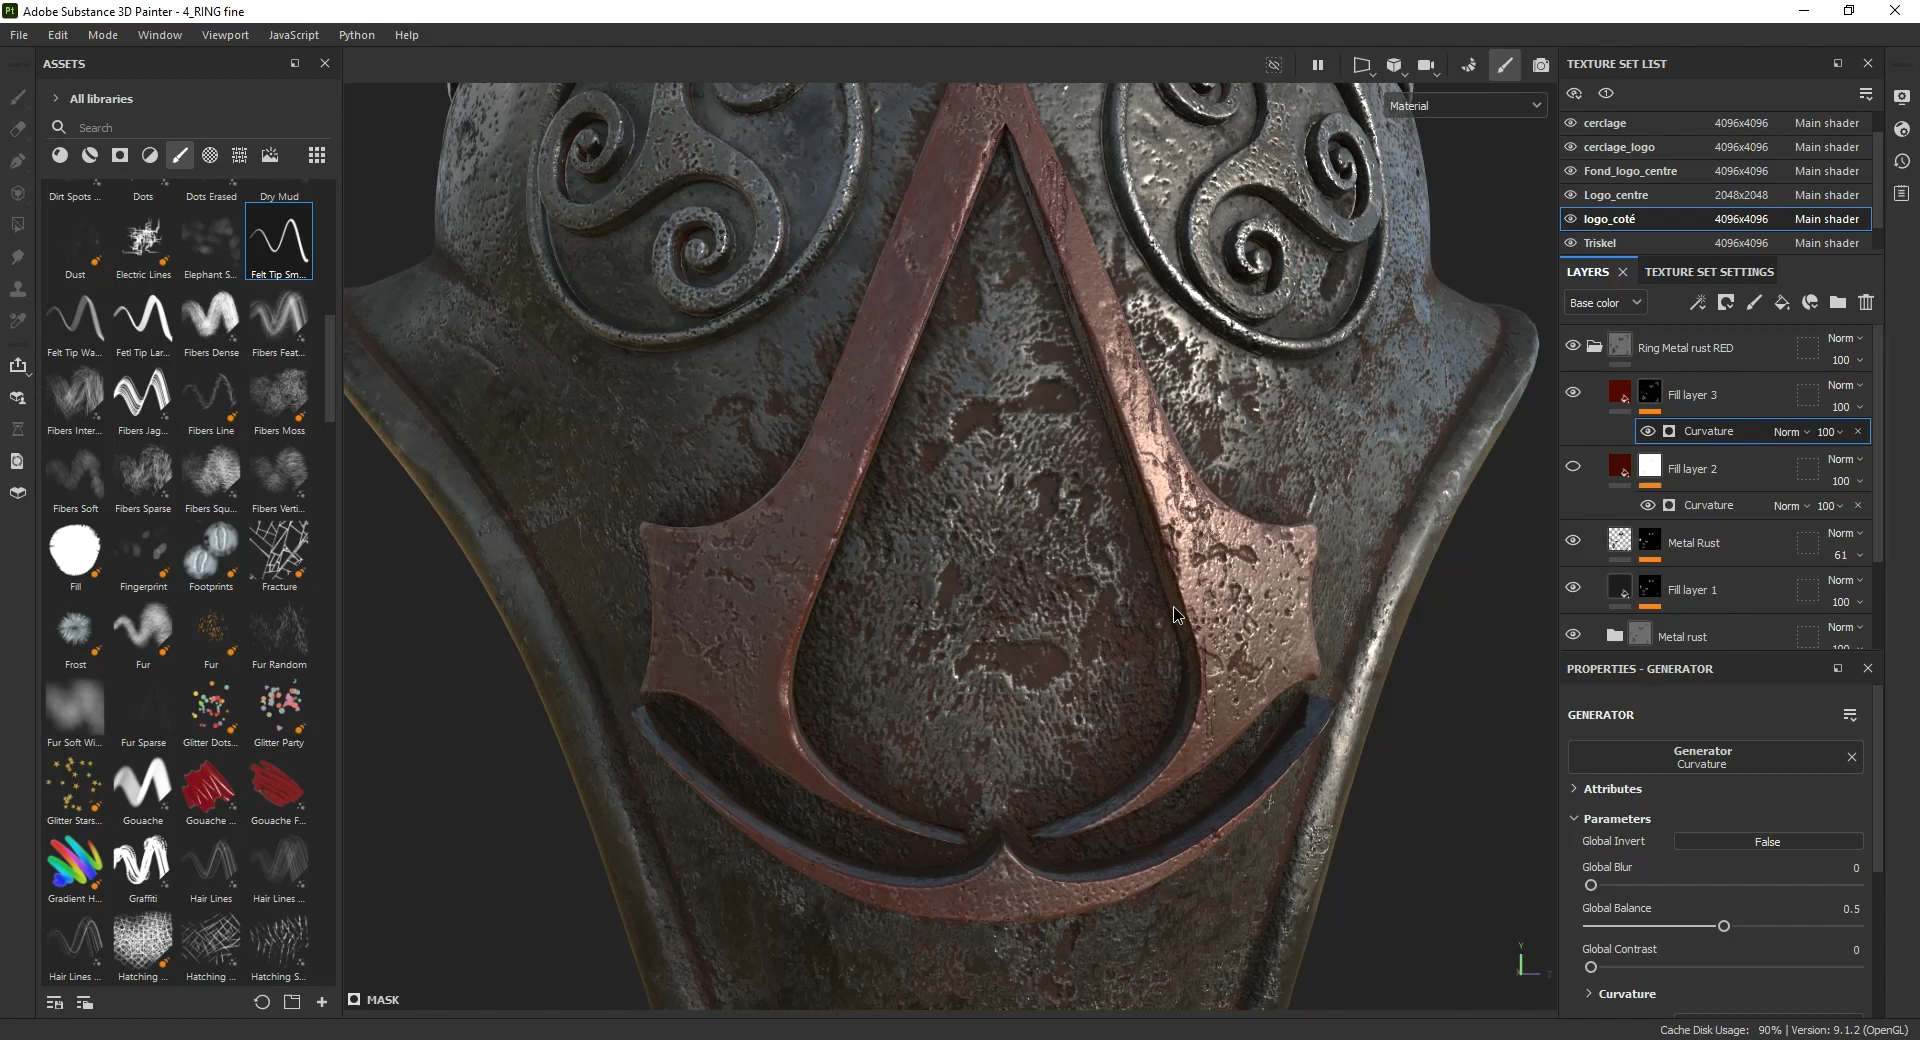 Pt Adobe Substance 3D Painter - 4_RING fine
File Edit Mode Window Viewport JavaScript Python Help
ASSETS
All libraries
Search
Dirt Spots ... Dots Dots Erased Dry Mud
Dust Electric Lines Elephant S... Felt Tip Sm...
Felt Tip Wa... Fetl Tip Lar... Fibers Dense Fibers Feat...
Fibers Inter... Fibers Jag... Fibers Line Fibers Moss
Fibers Soft Fibers Sparse Fibers Squ... Fibers Verti...
Fill Fingerprint Footprints Fracture
Frost Fur Fur Fur Random
Fur Soft Wi... Fur Sparse Glitter Dots... Glitter Party
Glitter Stars... Gouache Gouache ... Gouache F...
Gradient H... Graffiti Hair Lines Hair Lines ...
Hair Lines ... Hatching ... Hatching ... Hatching S...
Material
Y
MASK
TEXTURE SET LIST
cerclage 4096x4096 Main shader
cerclage_logo 4096x4096 Main shader
Fond_logo_centre 4096x4096 Main shader
Logo_centre 2048x2048 Main shader
logo_coté 4096x4096 Main shader
Triskel 4096x4096 Main shader
LAYERS TEXTURE SET SETTINGS
Base color
Ring Metal rust RED Norm 100
Fill layer 3 Norm 100
Curvature Norm 100
Fill layer 2 Norm 100
Curvature Norm 100
Metal Rust Norm 61
Fill layer 1 Norm 100
Metal rust Norm 100
PROPERTIES - GENERATOR
GENERATOR
Generator
Curvature
Attributes
Parameters
Global Invert False
Global Blur 0
Global Balance 0.5
Global Contrast 0
Curvature
Cache Disk Usage: 90% | Version: 9.1.2 (OpenGL)